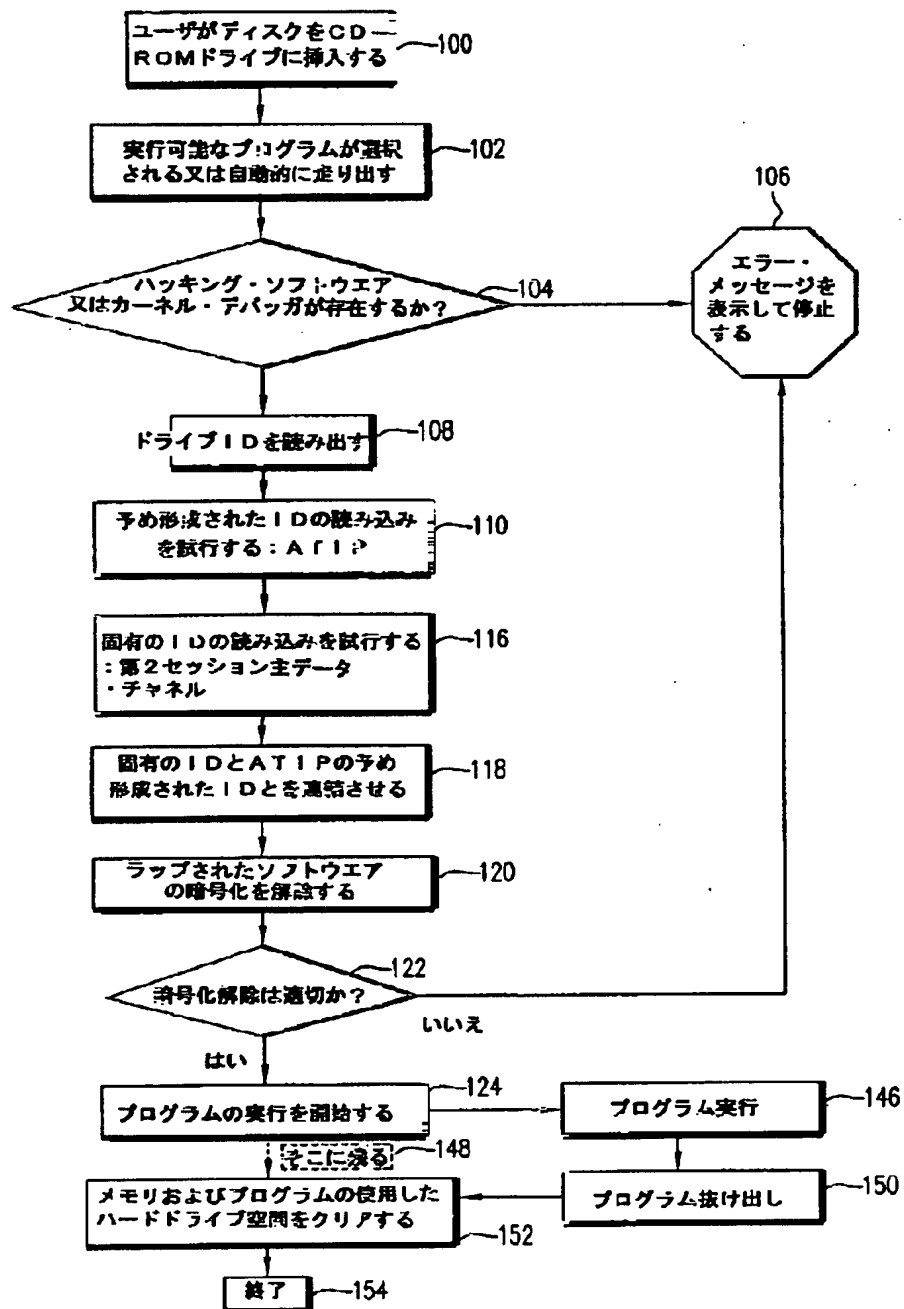 ユーザがディスクをCD-
ROMドライブに挿入する
100
実行可能なプログラムが選択
される又は自動的に走り出す
102
ハッキング・ソフトウエア
又はカーネル・デバッガが存在するか？
104
106
エラー・
メッセージを
表示して停止
する
ドライブIDを読み出す
108
予め形成されたIDの読み込み
を試行する：ATIP
110
固有のIDの読み込みを試行する
：第2セッション主データ
・チャネル
116
固有のIDとATIPの予め
形成されたIDとを連結させる
118
ラップされたソフトウエア
の暗号化を解除する
120
暗号化解除は適切か？
122
いいえ
はい
プログラムの実行を開始する
124
プログラム実行
146
そこに残る
148
プログラム抜け出し
150
メモリおよびプログラムの使用した
ハードドライブ空間をクリアする
152
終了
154